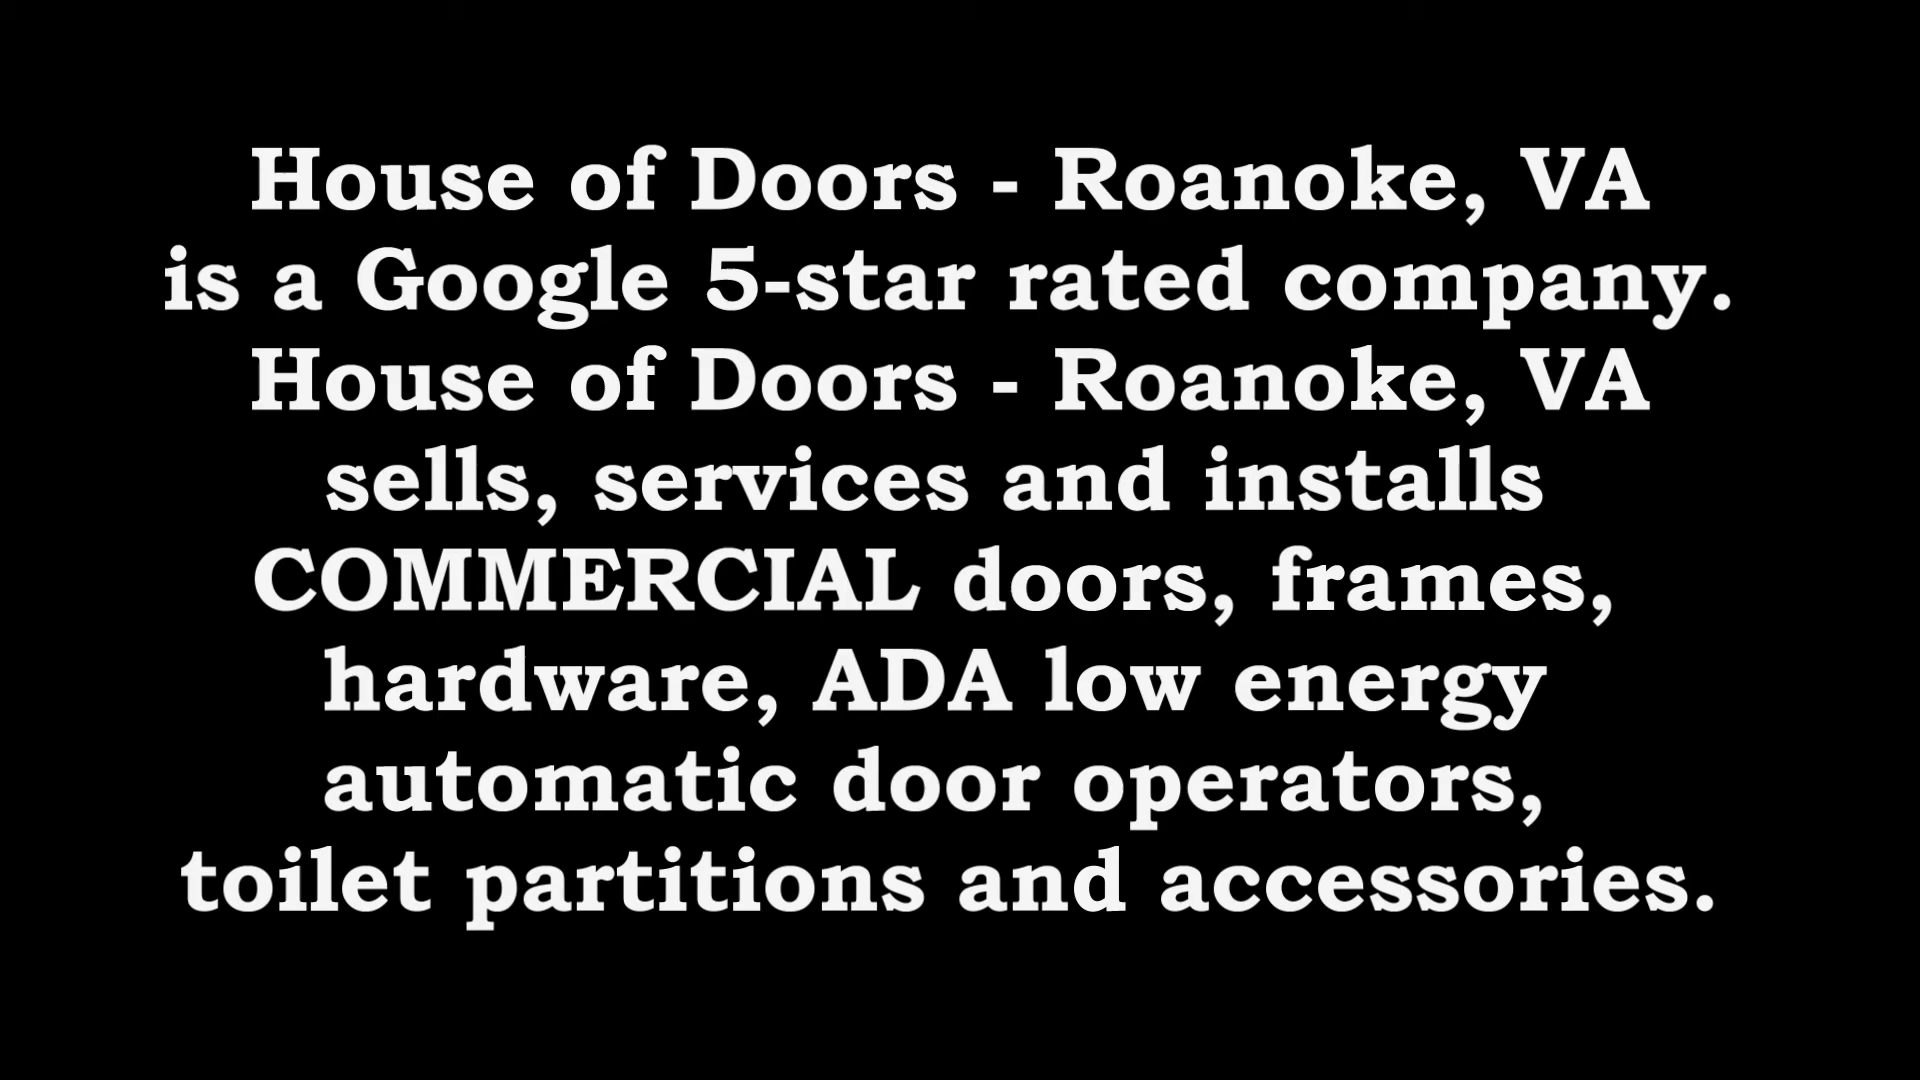 House of Doors - Roanoke, VA
is a Google 5-star rated company.
House of Doors - Roanoke, VA
sells, services and installs
COMMERCIAL doors, frames,
hardware, ADA low energy
automatic door operators,
toilet partitions and accessories.